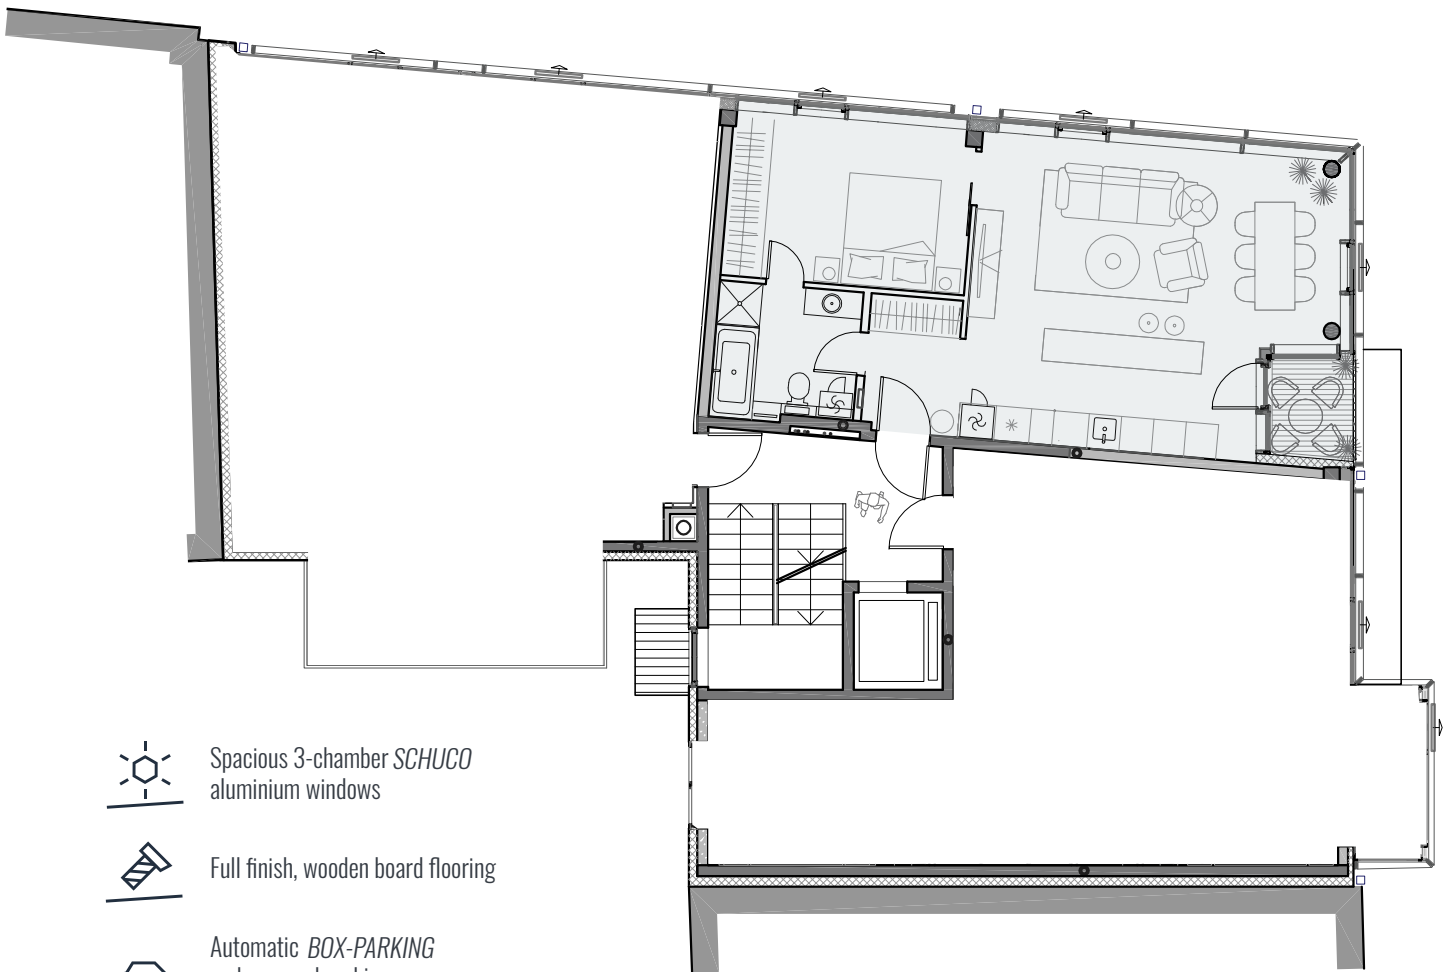 Spacious 3-chamber SCHUCO
aluminium windows
Full finish, wooden board flooring
Automatic BOX-PARKING